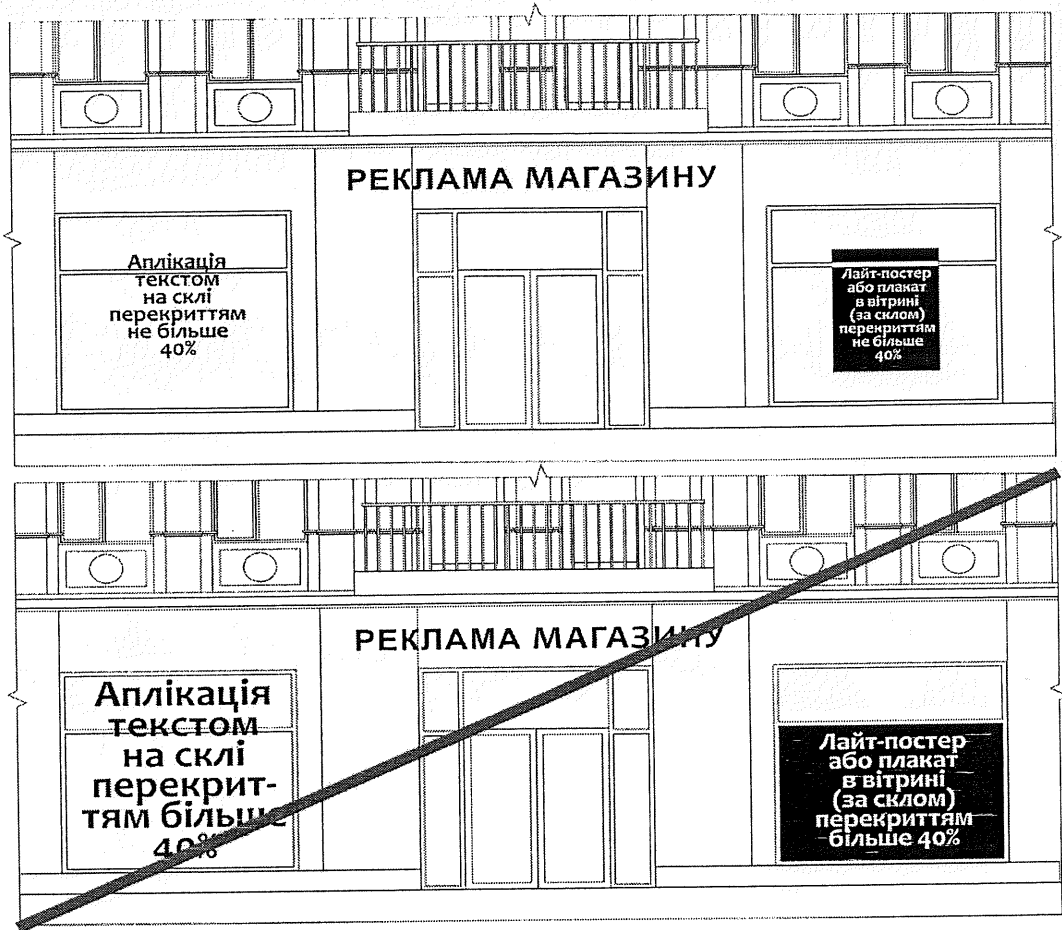 РЕКЛАМА МАГАЗИНУ
Аплікація
текстом
на склі
перекриттям
не більше
40%
Лайт-постер
або плакат
в вітрині
(за склом)
перекриттям
не більше
40%
РЕКЛАМА МАГАЗИНУ
Аплікація
текстом
на склі
перекрит-
тям більше
40%
Лайт-постер
або плакат
в вітрині
(за склом)
перекриттям
більше 40%